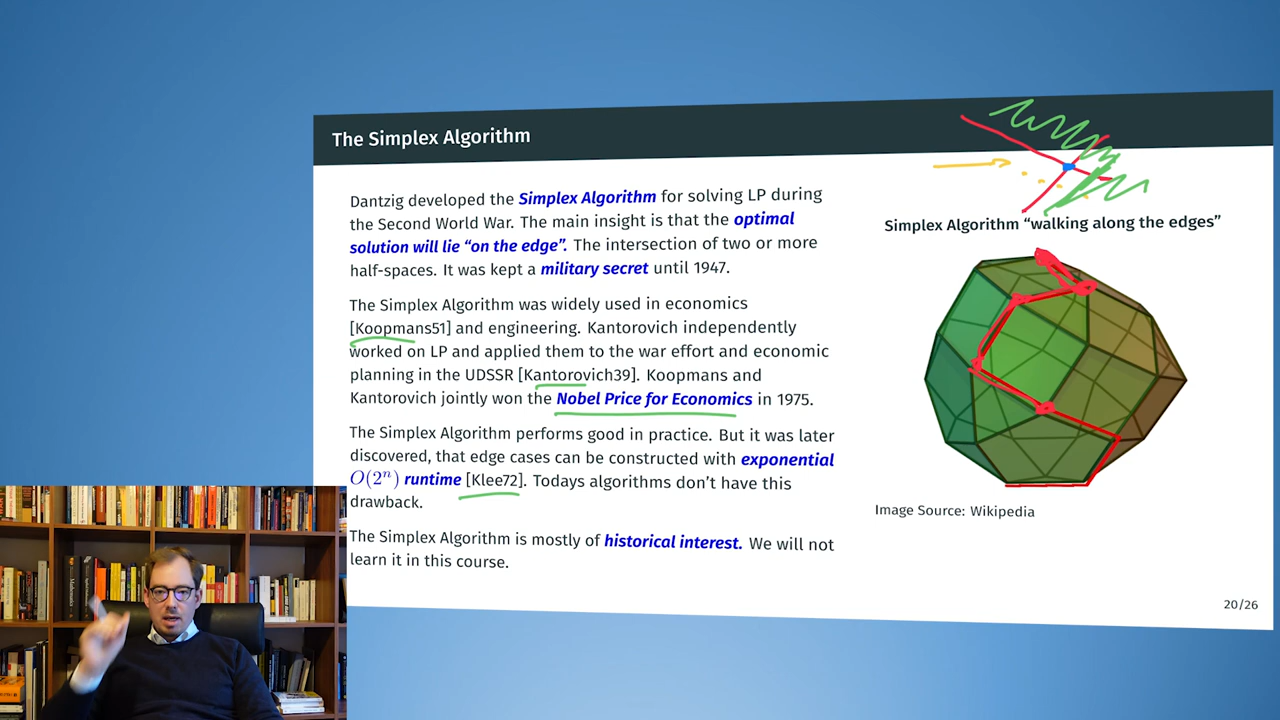 The Simplex Algorithm
Dantzig developed the Simplex Algorithm for solving LP during
the Second World War. The main insight is that the optimal
solution will lie “on the edge”. The intersection of two or more
half-spaces. It was kept a military secret until 1947.
The Simplex Algorithm was widely used in economics
[Koopmans51] and engineering. Kantorovich independently
worked on LP and applied them to the war effort and economic
planning in the UDSSR [Kantorovich39]. Koopmans and
Kantorovich jointly won the Nobel Price for Economics in 1975.
The Simplex Algorithm performs good in practice. But it was later
discovered, that edge cases can be constructed with exponential
O(2ⁿ) runtime [Klee72]. Todays algorithms don’t have this
drawback.
The Simplex Algorithm is mostly of historical interest. We will not
learn it in this course.
Simplex Algorithm “walking along the edges”
Image Source: Wikipedia
20/26